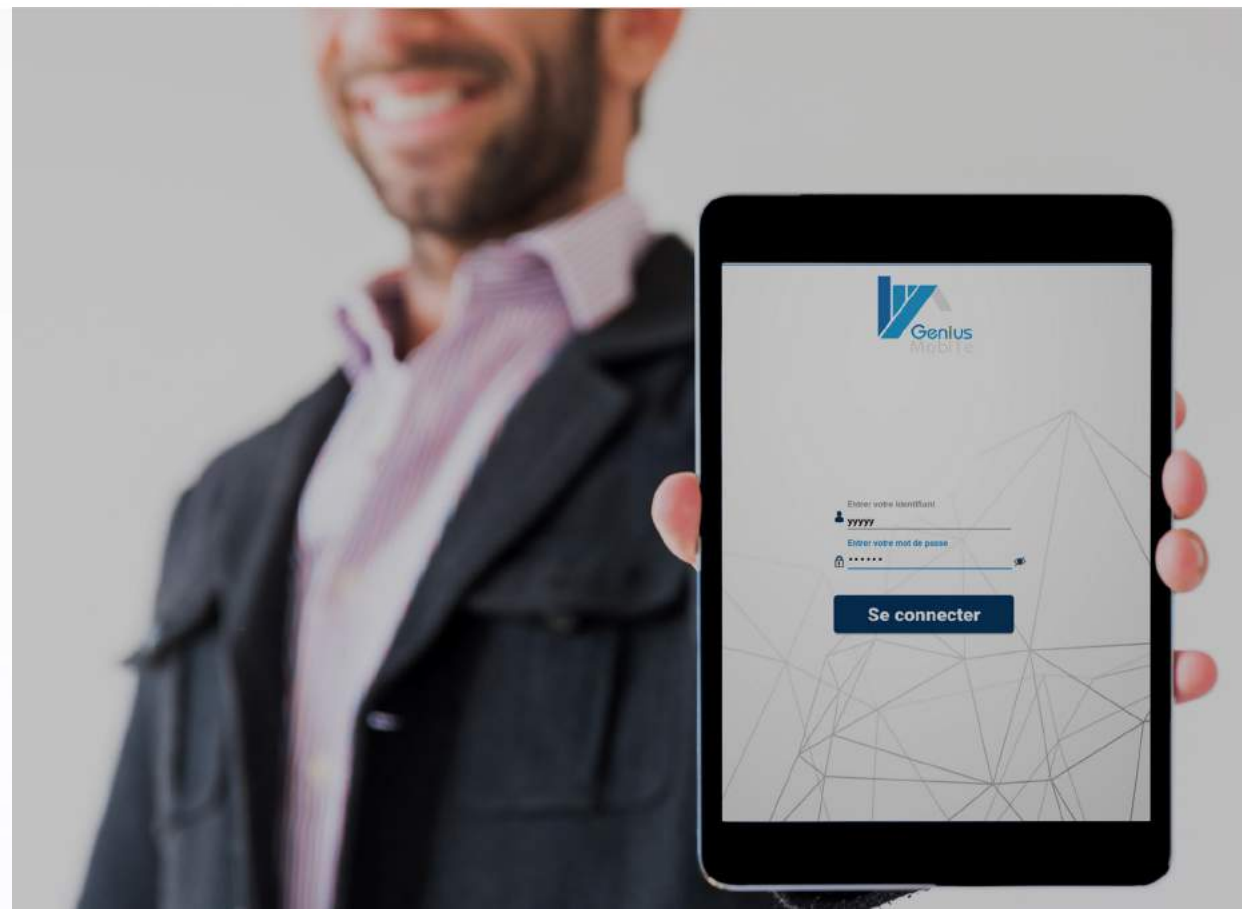 Genius
Mobile
Entrer votre identifiant
yyyyy
Entrer votre mot de passe
••••••
Se connecter